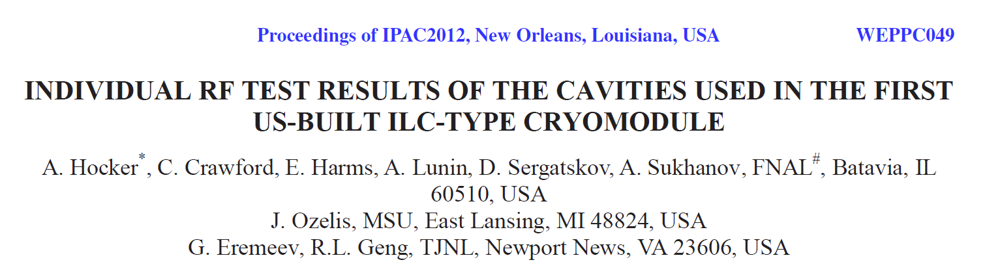 Proceedings of IPAC2012, New Orleans, Louisiana, USA WEPPC049
INDIVIDUAL RF TEST RESULTS OF THE CAVITIES USED IN THE FIRST
US-BUILT ILC-TYPE CRYOMODULE
A. Hocker*, C. Crawford, E. Harms, A. Lunin, D. Sergatskov, A. Sukhanov, FNAL#, Batavia, IL
60510, USA
J. Ozelis, MSU, East Lansing, MI 48824, USA
G. Eremeev, R.L. Geng, TJNL, Newport News, VA 23606, USA